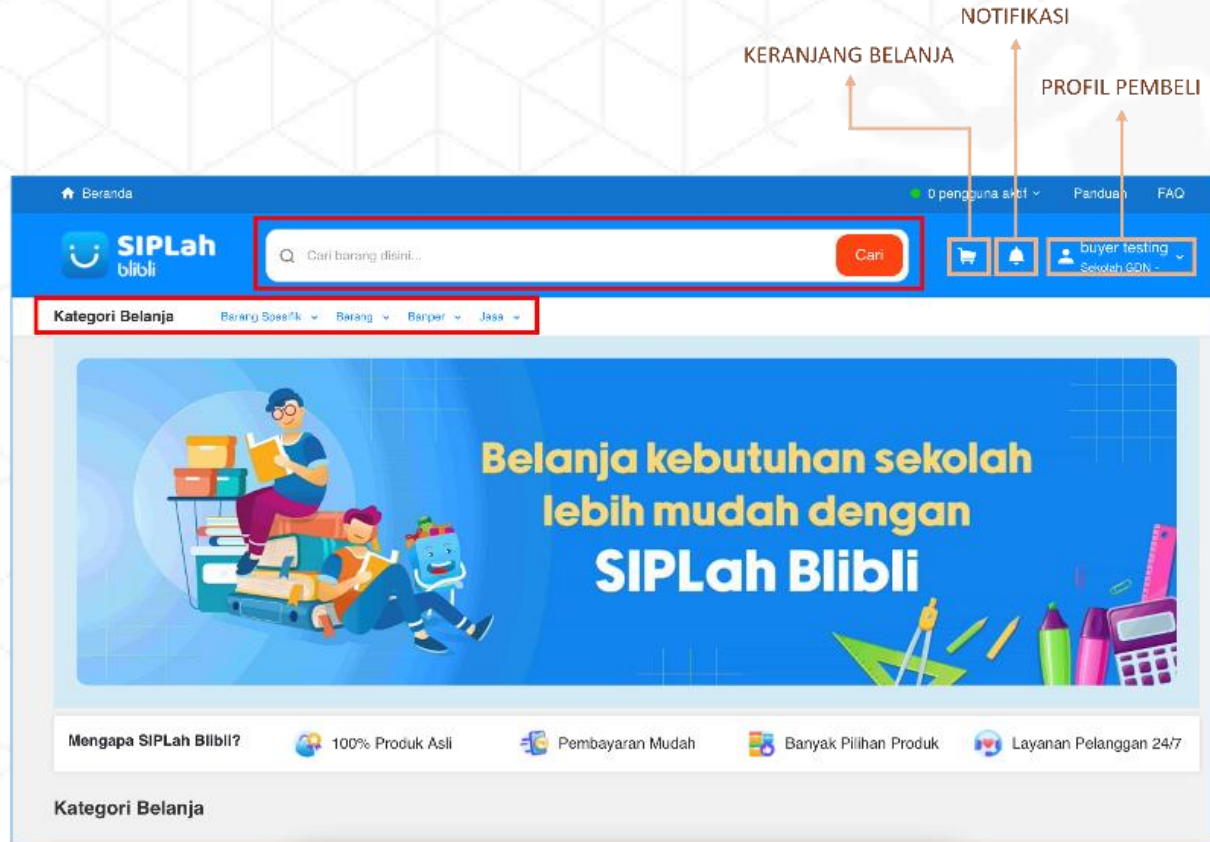 NOTIFIKASI
KERANJANG BELANJA
PROFIL PEMBELI
Beranda
0 pengguna aktif
Panduan
FAQ
SIPLah
blibli
Cari barang disini...
Cari
buyer testing
Sekolah GDN -
Kategori Belanja
Barang Spesifik
Barang
Banper
Jasa
Belanja kebutuhan sekolah
lebih mudah dengan
SIPLah Blibli
Mengapa SIPLah Blibli?
100% Produk Asli
Pembayaran Mudah
Banyak Pilihan Produk
Layanan Pelanggan 24/7
Kategori Belanja